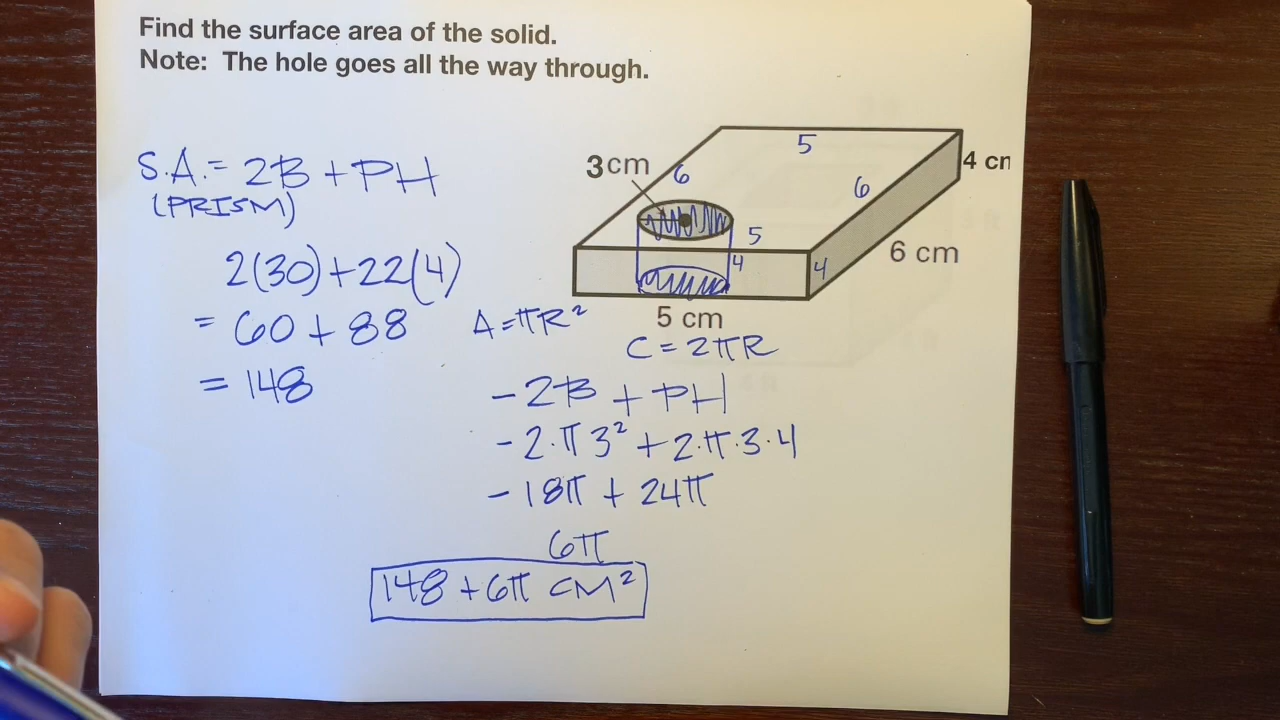 Find the surface area of the solid.
Note: The hole goes all the way through.
S.A. = 2B + PH
(PRISM)
2(30)+22(4)
= 60 + 88
= 148
3cm
6
5
6
4 cm
5
4
4
6 cm
5 cm
A = πR²
C = 2πR
- 2B + PH
- 2·π3² + 2·π·3·4
- 18π + 24π
6π
148 + 6π CM²